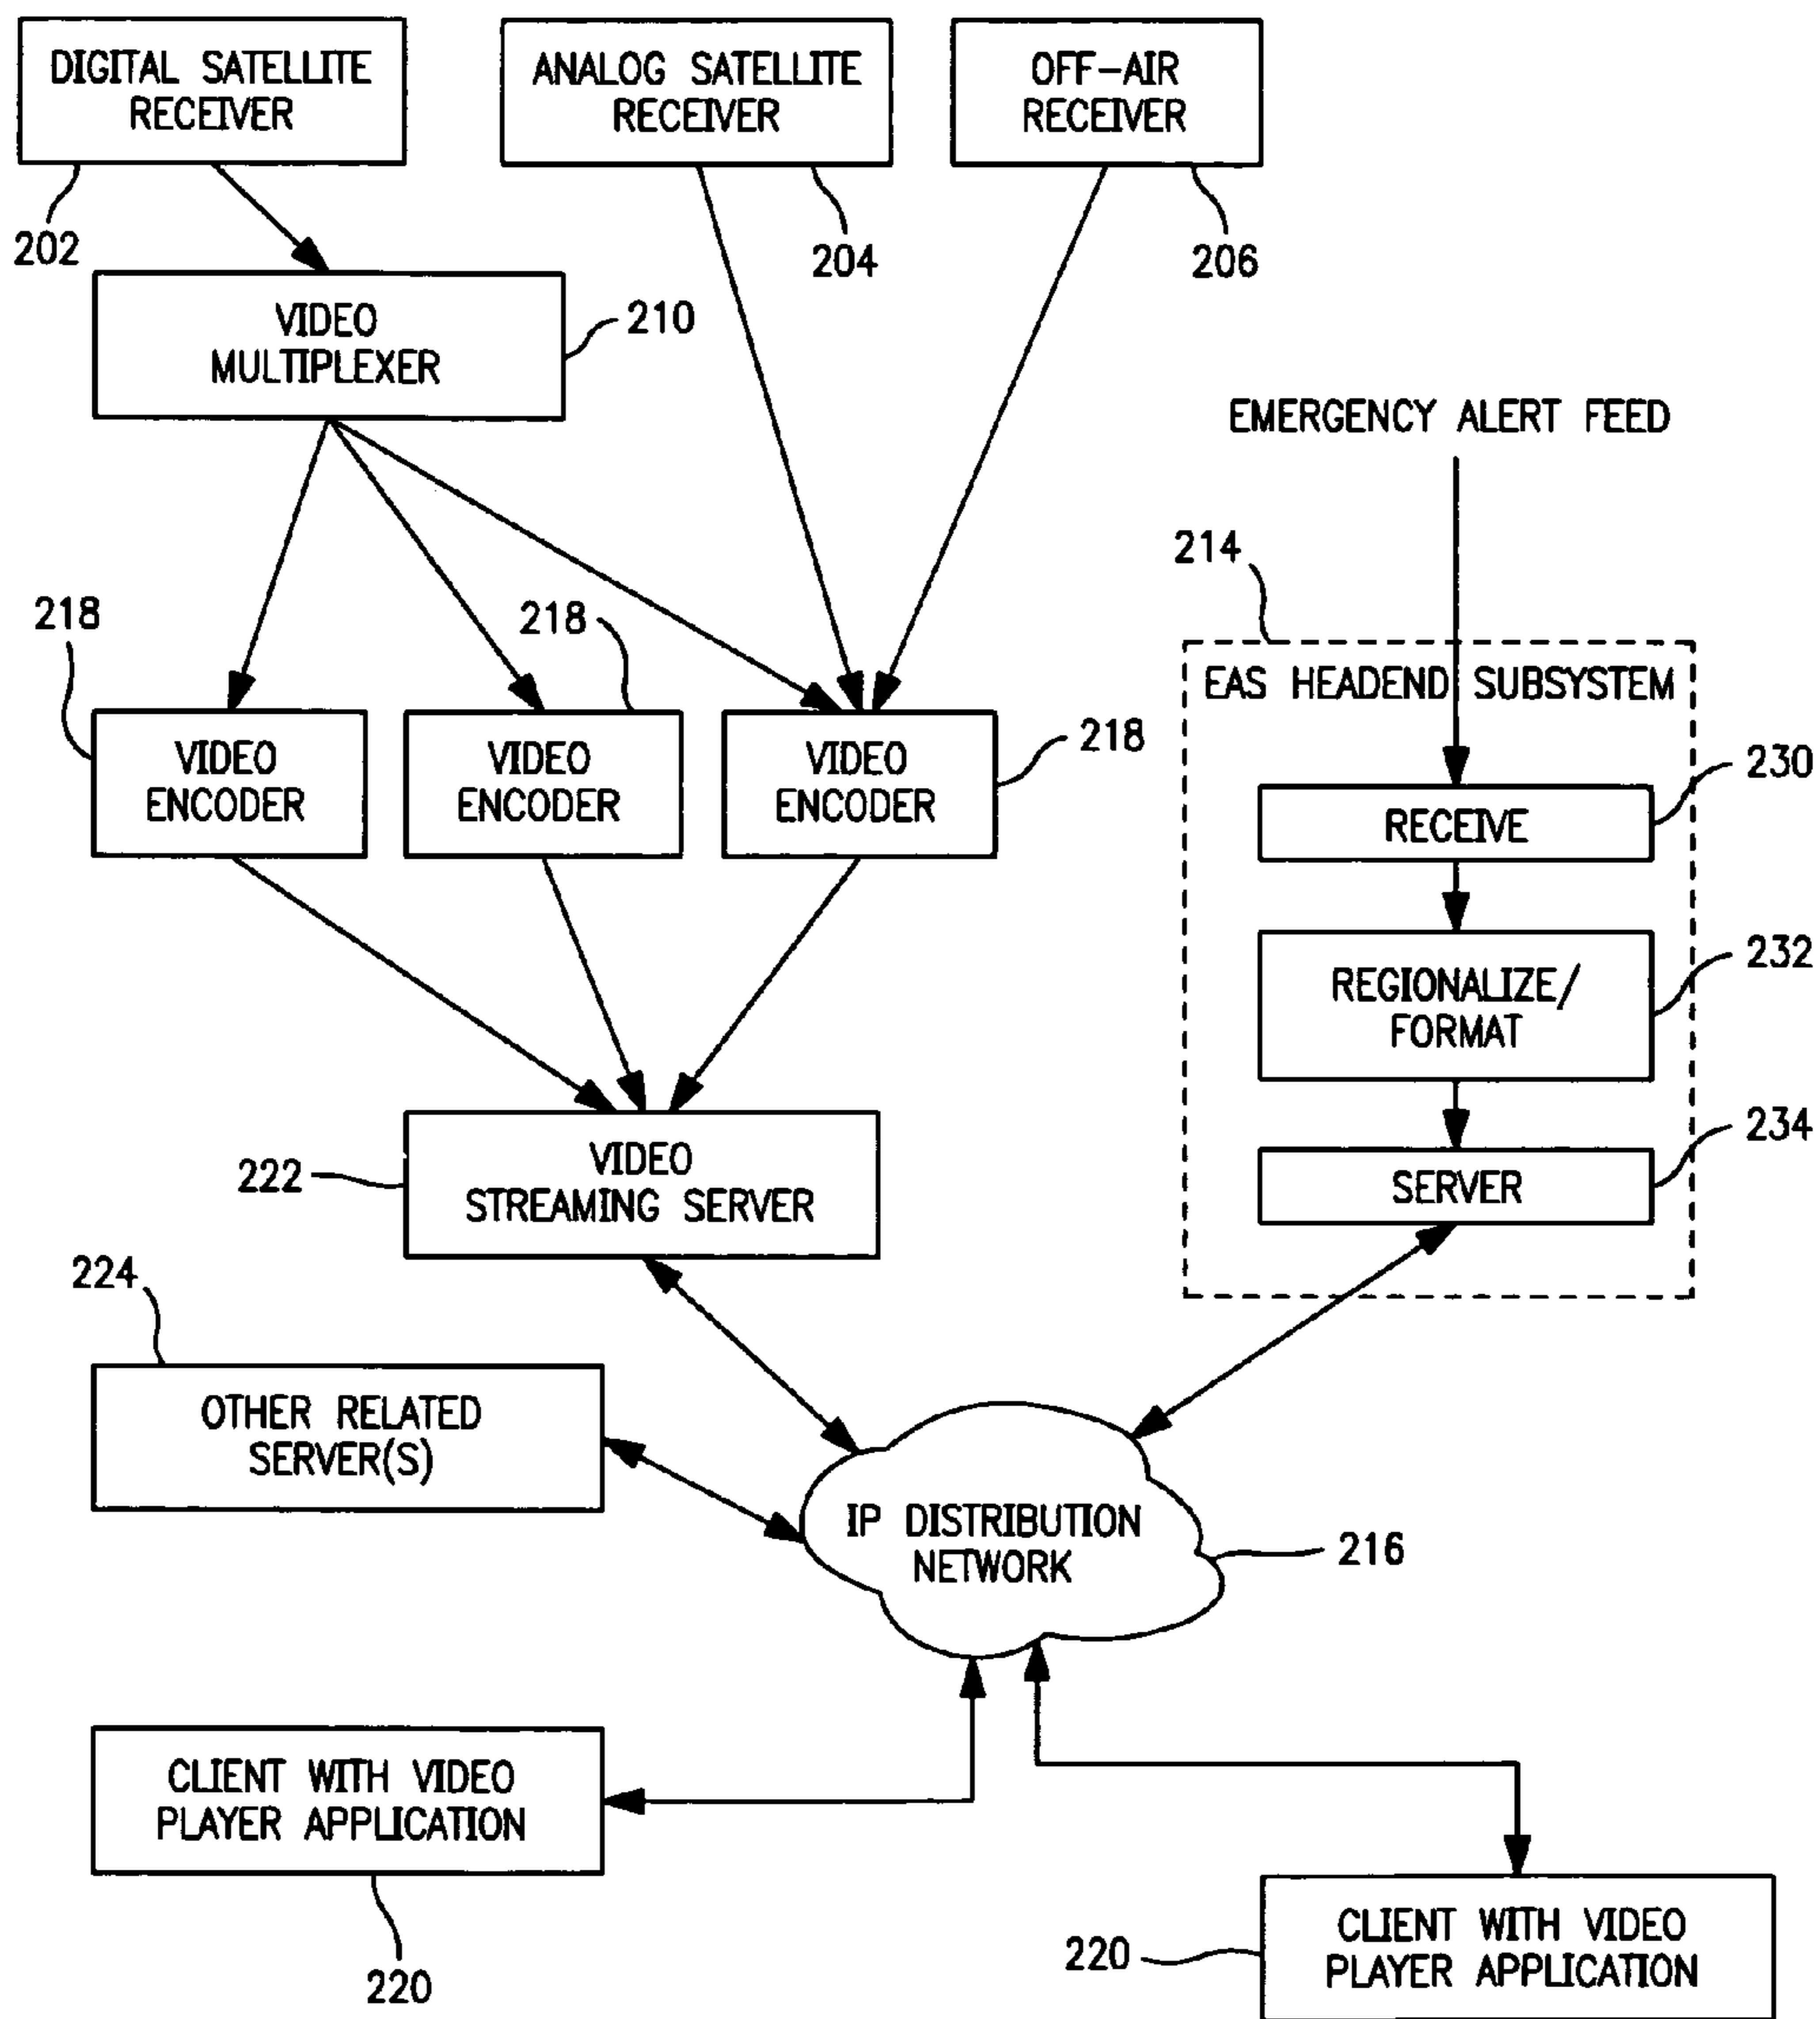 DIGITAL SATELLITE
RECEIVER
ANALOG SATELLITE
RECEIVER
OFF-AIR
RECEIVER
202
204
206
VIDEO
MULTIPLEXER
210
EMERGENCY ALERT FEED
214
218
218
EAS HEADEND SUBSYSTEM
VIDEO
ENCODER
VIDEO
ENCODER
VIDEO
ENCODER
218
RECEIVE
230
REGIONALIZE/
FORMAT
232
SERVER
234
VIDEO
STREAMING SERVER
222
224
OTHER RELATED
SERVER(S)
IP DISTRIBUTION
NETWORK
216
CLIENT WITH VIDEO
PLAYER APPLICATION
220
CLIENT WITH VIDEO
PLAYER APPLICATION
220